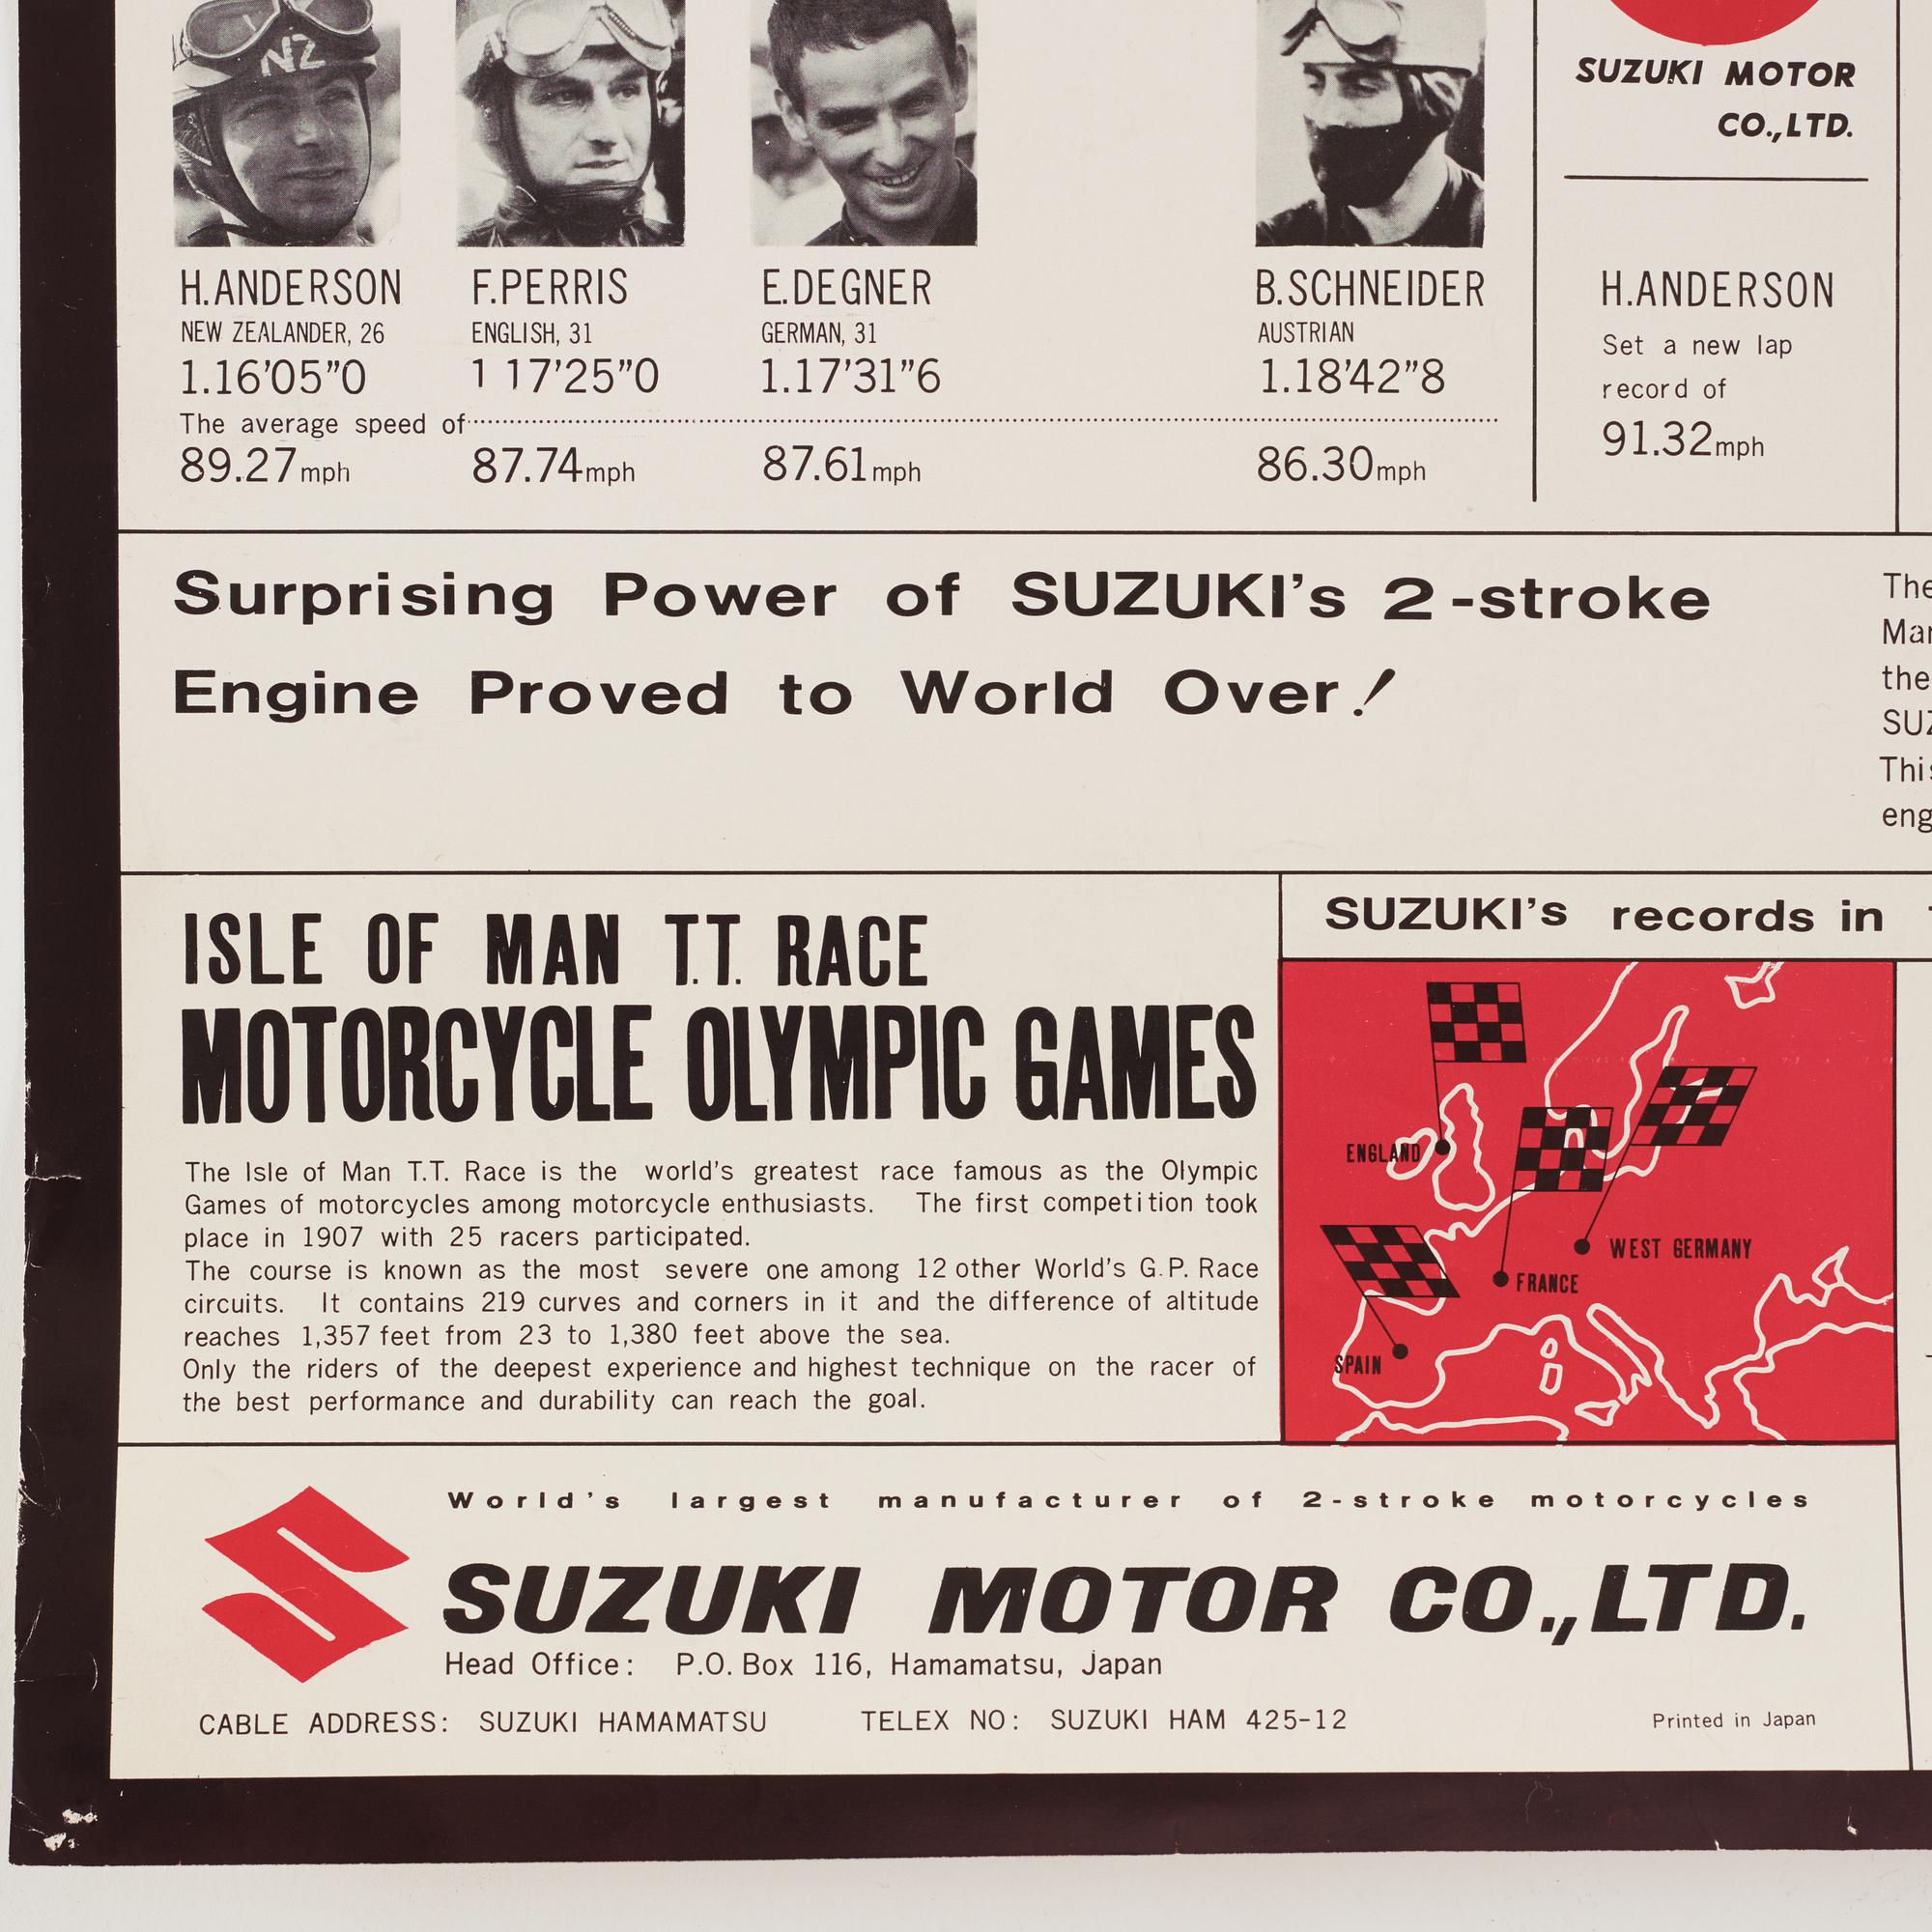 NZ
SUZUKI MOTOR
CO.,LTD.
H.ANDERSON
NEW ZEALANDER, 26
1.16'05"0
F.PERRIS
ENGLISH, 31
1 17'25"0
E.DEGNER
GERMAN, 31
1.17'31"6
B.SCHNEIDER
AUSTRIAN
1.18'42"8
The average speed of
89.27mph
87.74mph
87.61mph
86.30mph
H.ANDERSON
Set a new lap
record of
91.32mph
Surprising Power of SUZUKI's 2-stroke
Engine Proved to World Over!
The
the
ISLE OF MAN T.T. RACE
MOTORCYCLE OLYMPIC GAMES
The Isle of Man T.T. Race is the world's greatest race famous as the Olympic
Games of motorcycles among motorcycle enthusiasts. The first competition took
place in 1907 with 25 racers participated.
The course is known as the most severe one among 12 other World's G.P. Race
circuits. It contains 219 curves and corners in it and the difference of altitude
reaches 1,357 feet from 23 to 1,380 feet above the sea.
Only the riders of the deepest experience and highest technique on the racer of
the best performance and durability can reach the goal.
SUZUKI's records in
ENGLAND
WEST GERMANY
FRANCE
SPAIN
World's largest manufacturer of 2-stroke motorcycles
SUZUKI MOTOR CO.,LTD.
Head Office: P.O. Box 116, Hamamatsu, Japan
CABLE ADDRESS: SUZUKI HAMAMATSU TELEX NO: SUZUKI HAM 425-12
Printed in Japan